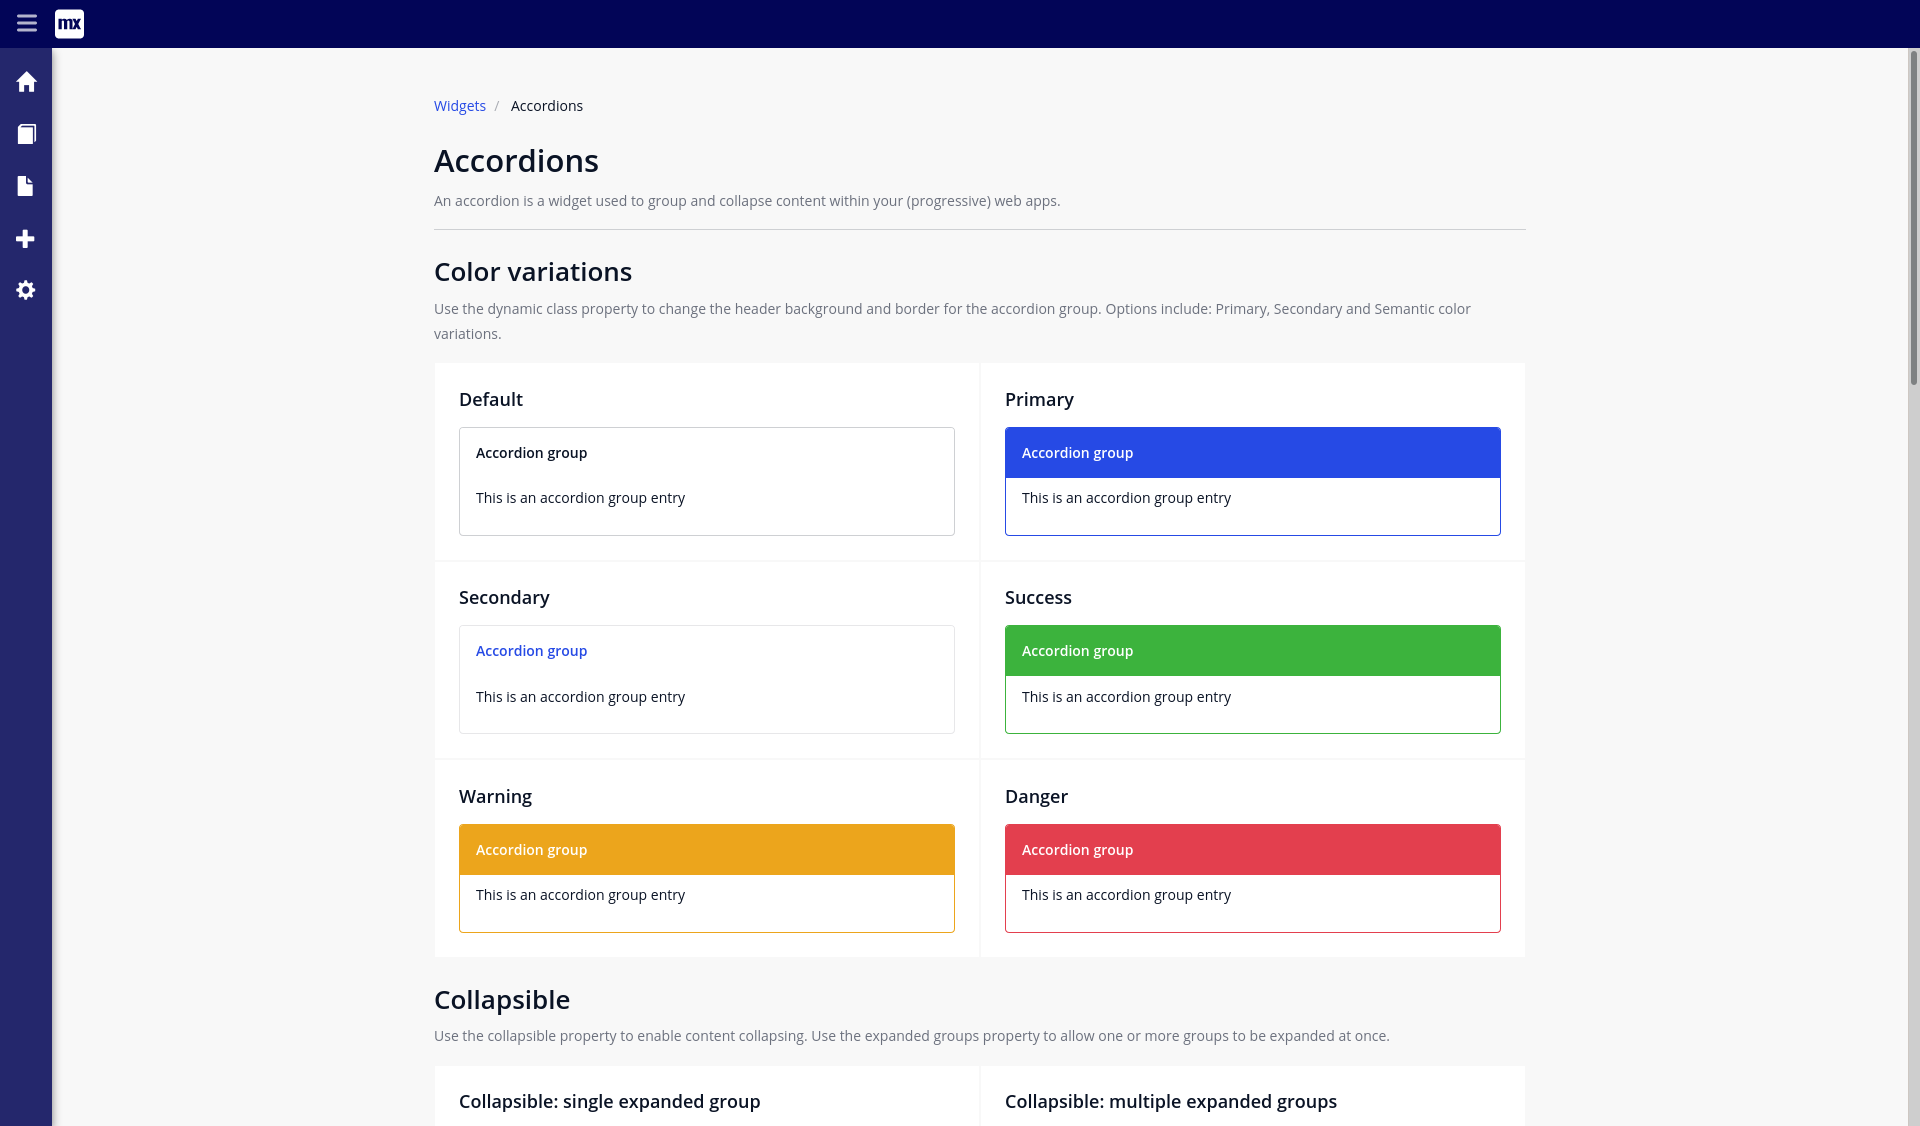 mx
Widgets / Accordions
Accordions
An accordion is a widget used to group and collapse content within your (progressive) web apps.
Color variations
Use the dynamic class property to change the header background and border for the accordion group. Options include: Primary, Secondary and Semantic color
variations.
Default
Accordion group
This is an accordion group entry
Primary
Accordion group
This is an accordion group entry
Secondary
Accordion group
This is an accordion group entry
Success
Accordion group
This is an accordion group entry
Warning
Accordion group
This is an accordion group entry
Danger
Accordion group
This is an accordion group entry
Collapsible
Use the collapsible property to enable content collapsing. Use the expanded groups property to allow one or more groups to be expanded at once.
Collapsible: single expanded group
Collapsible: multiple expanded groups